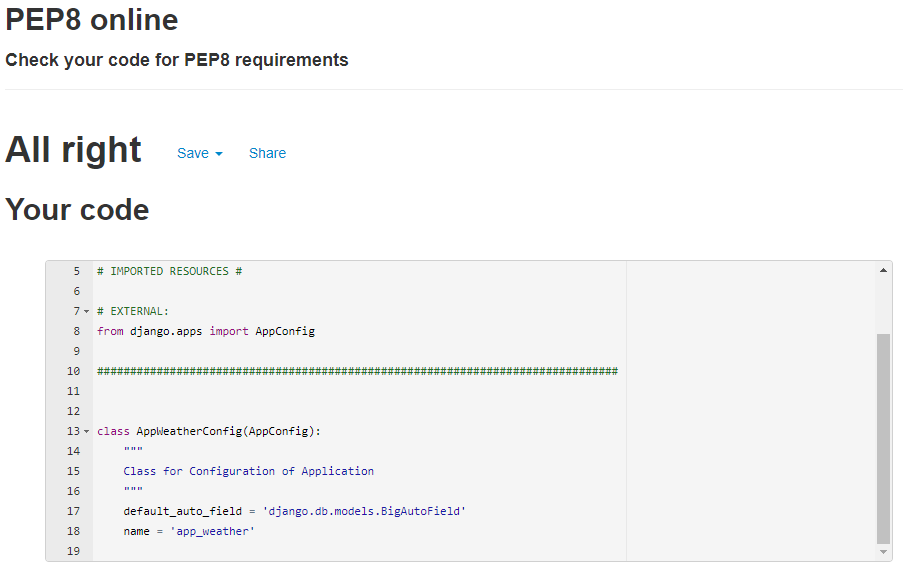 PEP8 online
Check your code for PEP8 requirements
All right Save Share
Your code
5 # IMPORTED RESOURCES #
6
7 # EXTERNAL:
8 from django.apps import AppConfig
9
10 ###############################################################################
11
12
13 class AppWeatherConfig(AppConfig):
14 """
15 Class for Configuration of Application
16 """
17 default_auto_field = 'django.db.models.BigAutoField'
18 name = 'app_weather'
19